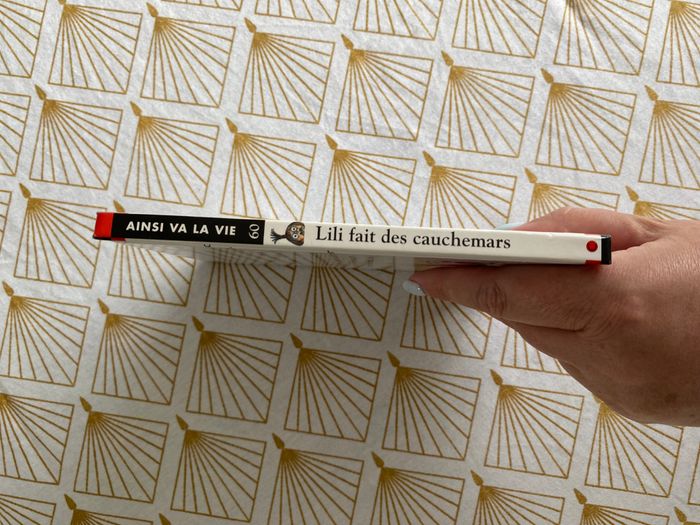 AINSI VA LA VIE
60
Lili fait des cauchemars